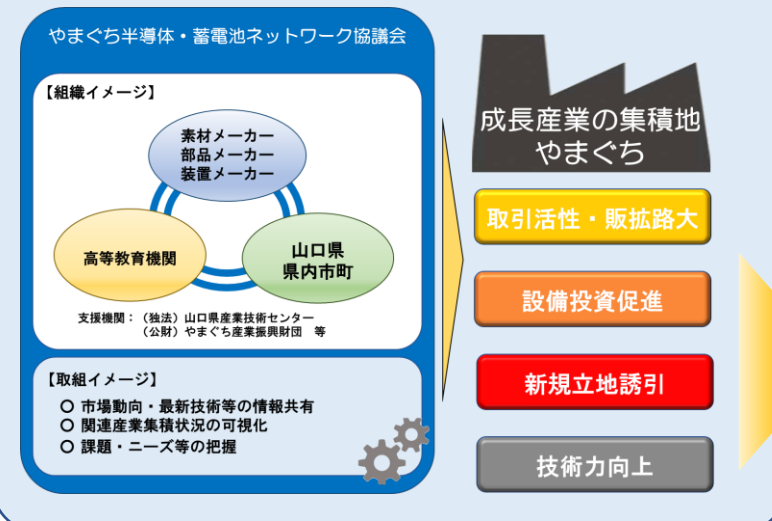 やまぐち半導体・蓄電池ネットワーク協議会
【組織イメージ】
素材メーカー
部品メーカー
装置メーカー
高等教育機関
山口県
県内市町
支援機関：（独法）山口県産業技術センター
（公財）やまぐち産業振興財団　等
【取組イメージ】
○ 市場動向・最新技術等の情報共有
○ 関連産業集積状況の可視化
○ 課題・ニーズ等の把握
成長産業の集積地
やまぐち
取引活性・販拡路大
設備投資促進
新規立地誘引
技術力向上